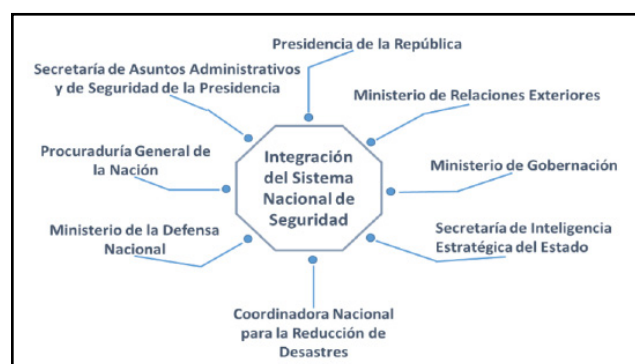 Presidencia de la República
Secretaría de Asuntos Administrativos
y de Seguridad de la Presidencia
Ministerio de Relaciones Exteriores
Procuraduría General de
la Nación
Integración
del Sistema
Nacional de
Seguridad
Ministerio de Gobernación
Ministerio de la Defensa
Nacional
Secretaría de Inteligencia
Estratégica del Estado
Coordinadora Nacional
para la Reducción de
Desastres